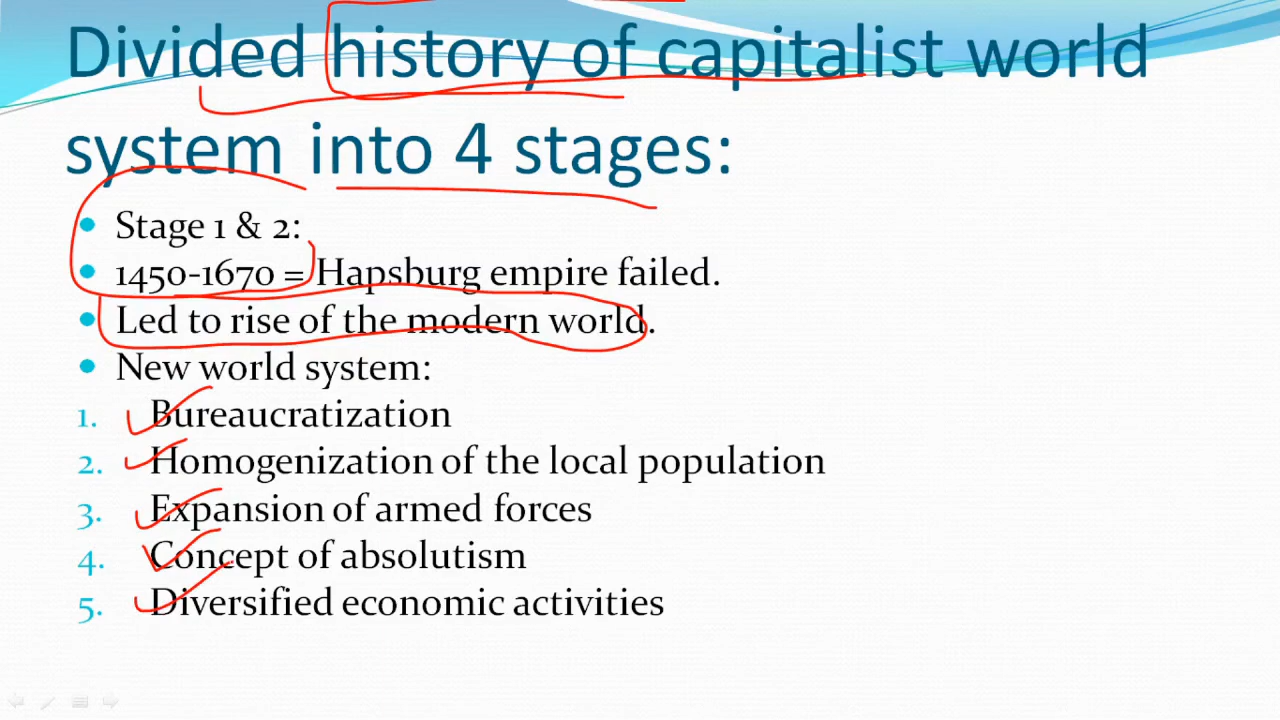 Divided history of capitalist world
system into 4 stages:
• Stage 1 & 2:
• 1450-1670 = Hapsburg empire failed.
• Led to rise of the modern world.
• New world system:
1. Bureaucratization
2. Homogenization of the local population
3. Expansion of armed forces
4. Concept of absolutism
5. Diversified economic activities